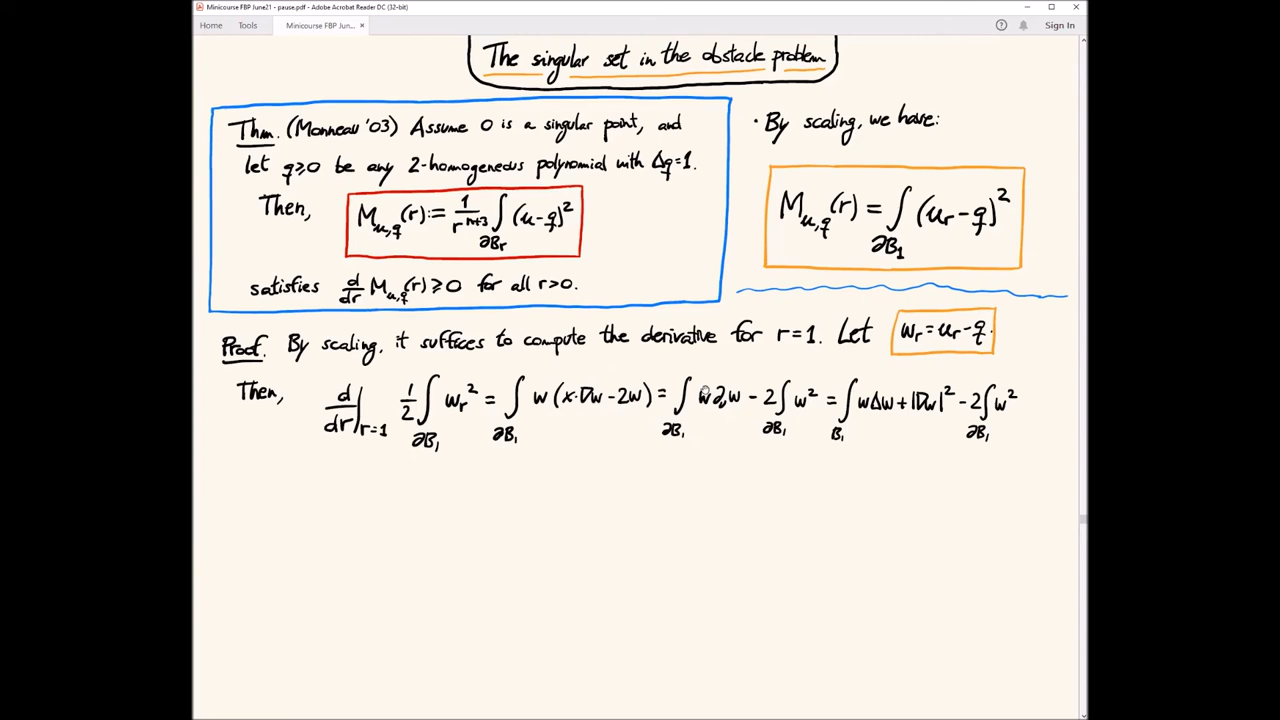 Minicourse FBP June21 - pause.pdf - Adobe Acrobat Reader DC (32-bit)
Home Tools Minicourse FBP Jun... × Sign In
The singular set in the obstacle problem
Thm. (Monneau '03) Assume 0 is a singular point, and
let q≥0 be any 2-homogeneous polynomial with Δq=1.
Then, M_{u,q}(r) := 1/r^{n+3} ∫_{∂B_r} (u-q)²
satisfies d/dr M_{u,q}(r) ≥ 0 for all r>0.
• By scaling, we have:
M_{u,q}(r) = ∫_{∂B_1} (u_r - q)²
Proof. By scaling, it suffices to compute the derivative for r=1. Let w_r = u_r - q.
Then, d/dr|_{r=1} 1/2 ∫_{∂B_1} w_r² = ∫_{∂B_1} w (x·∇w - 2w) = ∫_{∂B_1} w ∂_ν w - 2 ∫_{∂B_1} w² = ∫_{B_1} wΔw + |∇w|² - 2 ∫_{∂B_1} w²